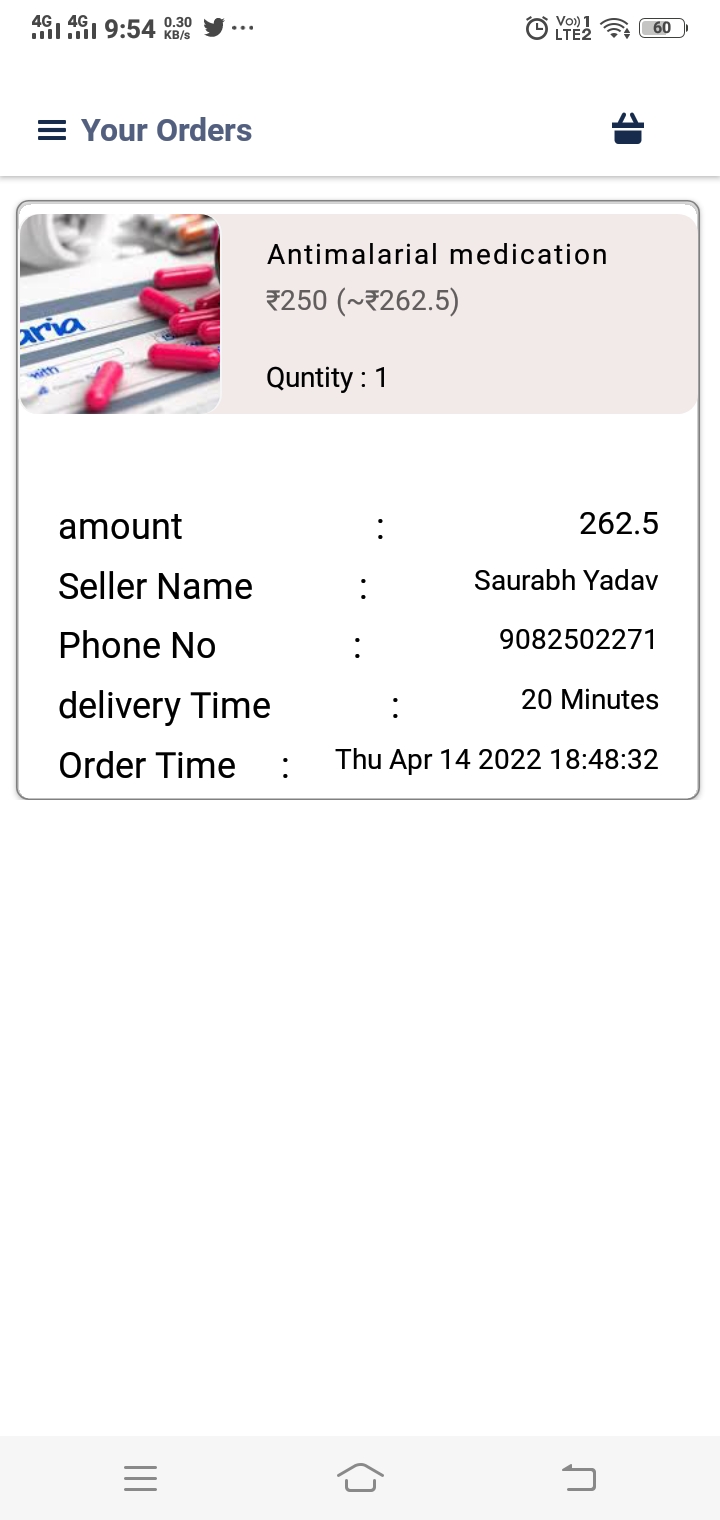 4G 4G 9:54 0.30 KB/s ... Vo)) 1 LTE2 60
Your Orders
Antimalarial medication
₹250 (~₹262.5)
aria
with
Quntity : 1
amount : 262.5
Seller Name : Saurabh Yadav
Phone No : 9082502271
delivery Time : 20 Minutes
Order Time : Thu Apr 14 2022 18:48:32